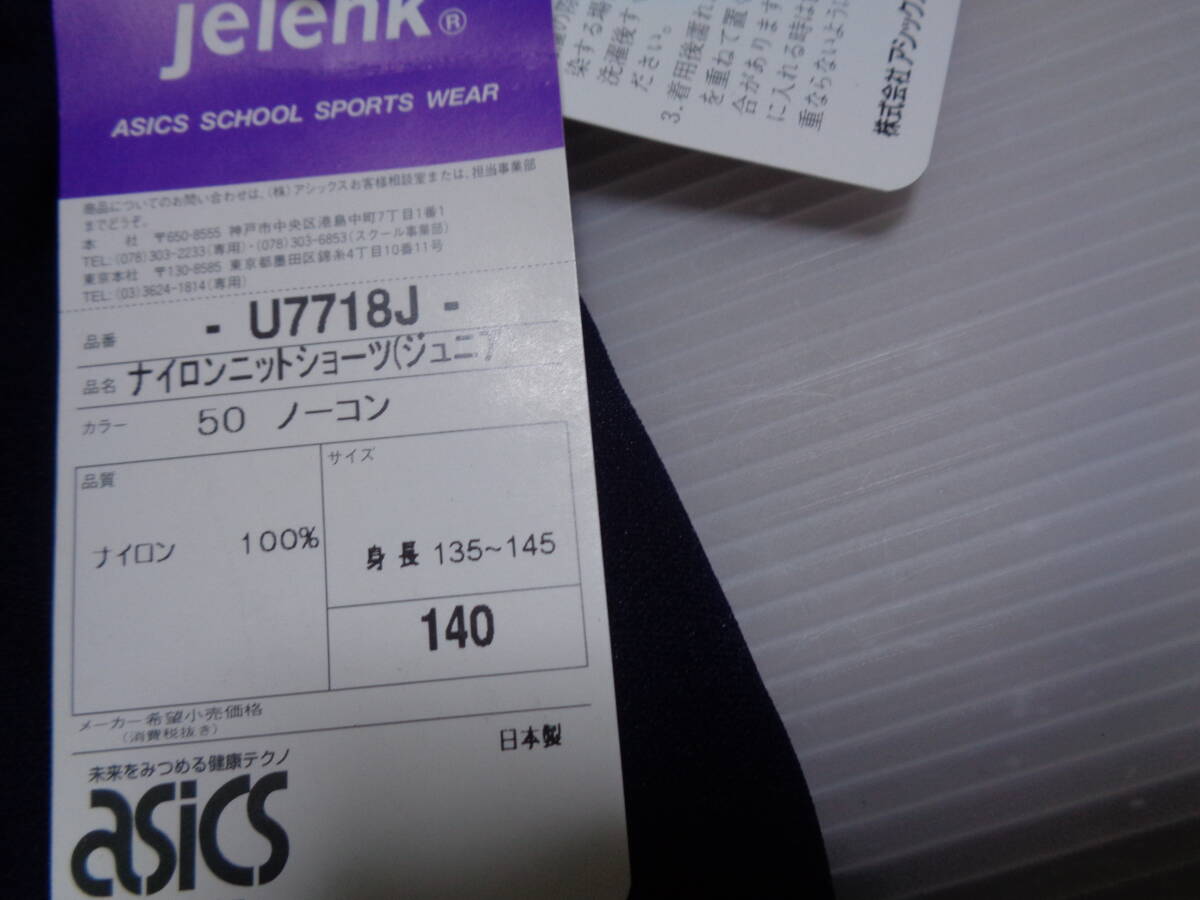 jelenk®
ASICS SCHOOL SPORTS WEAR
商品についてのお問い合わせは、(株)アシックスお客様相談室または、担当事業部
までどうぞ。
本 社 〒650-8555 神戸市中央区港島中町7丁目1番1
TEL:(078)303-2233(専用)・(078)303-6853(スクール事業部)
東京本社 〒130-8585 東京都墨田区錦糸4丁目10番11号
TEL:(03)3624-1814(専用)
品番 - U7718J -
品名 ナイロンニットショーツ(ジュニア
カラー 50 ノーコン
品質
ナイロン 100%
サイズ
身長 135~145
140
メーカー希望小売価格
(消費税抜き)
日本製
未来をみつめる健康テクノ
asics
染する場
洗濯後す
ださい。
3.着用後濡れ
を重ねて置
合があります
に入れる時は
重ならないように
株式会社アシックス